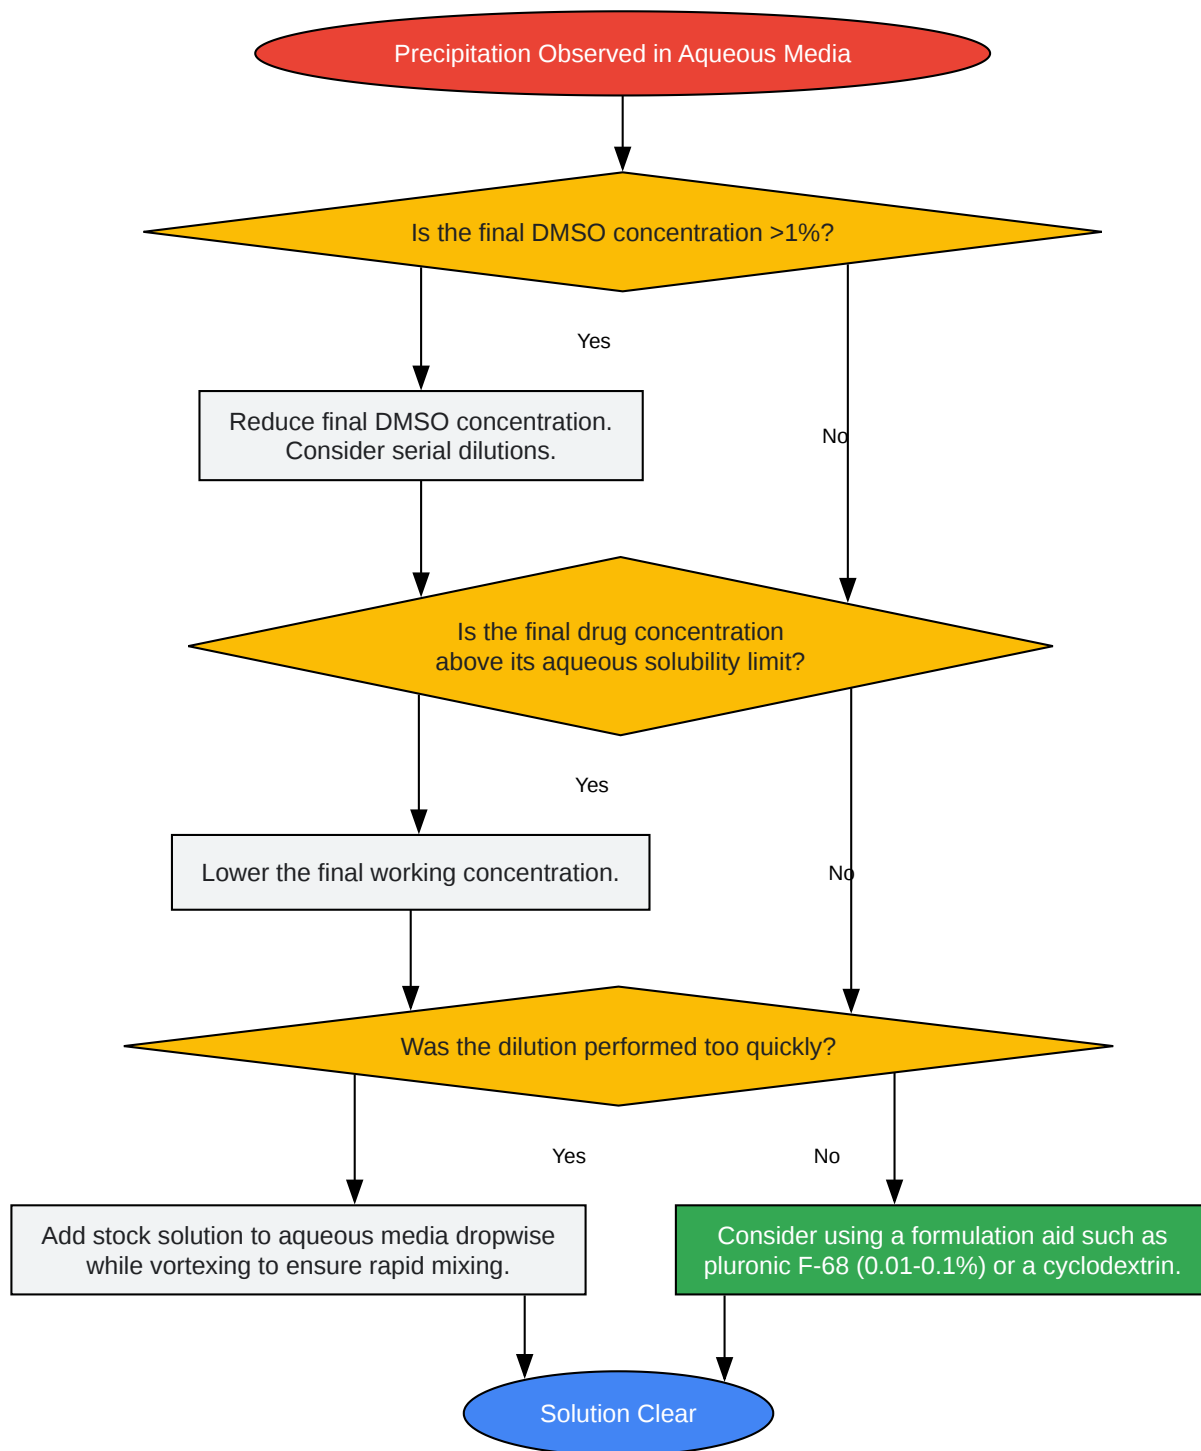 Precipitation Observed in Aqueous Media
Is the final DMSO concentration >1%?
Yes
Reduce final DMSO concentration.
Consider serial dilutions.
No
Is the final drug concentration
above its aqueous solubility limit?
Yes
Lower the final working concentration.
No
Was the dilution performed too quickly?
Yes
No
Add stock solution to aqueous media dropwise
while vortexing to ensure rapid mixing.
Consider using a formulation aid such as
pluronic F-68 (0.01-0.1%) or a cyclodextrin.
Solution Clear